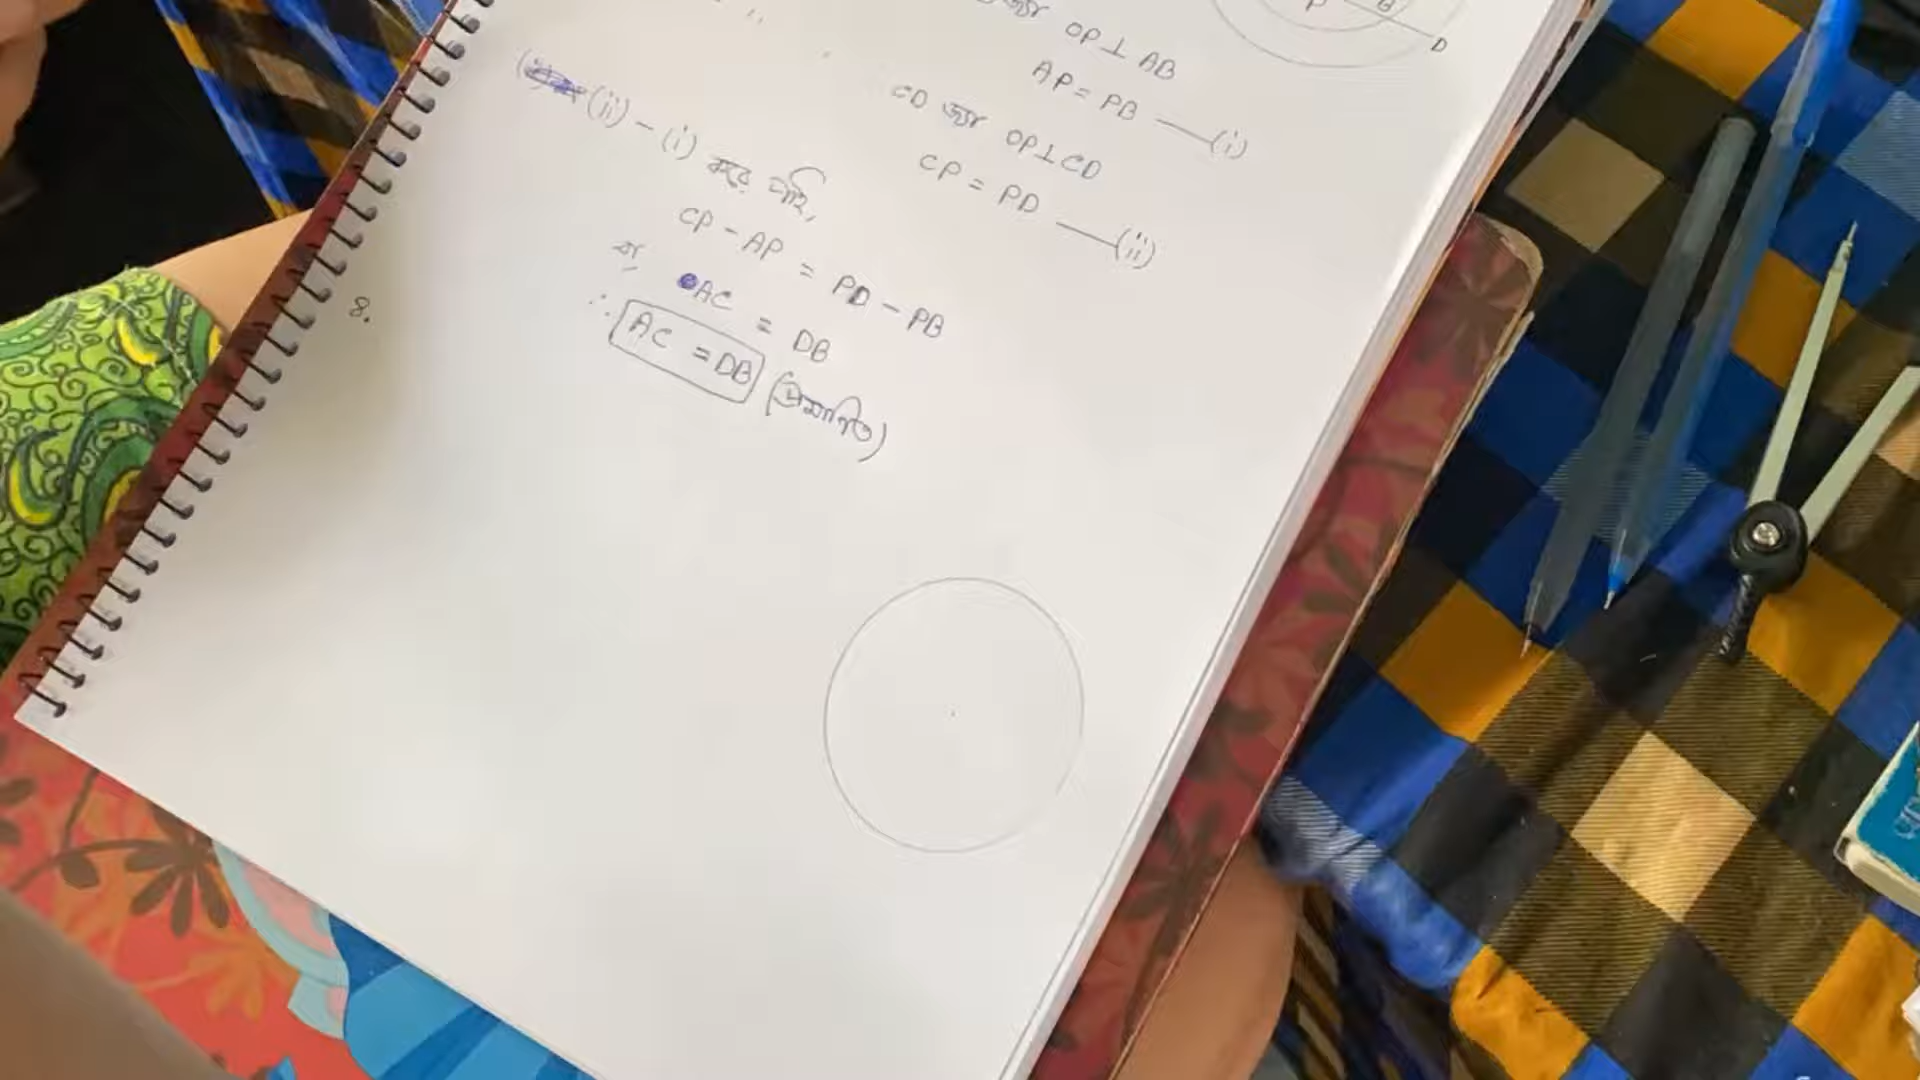 P
B
D
OP⊥ AB
AP = PB —(i)
CD জ্যা OP⊥CD
CP = PD —(ii)
(ii) - (i) করে পাই,
CP - AP = PD - PB
বা, AC = DB
∴ AC = DB (প্রমাণিত)
8.